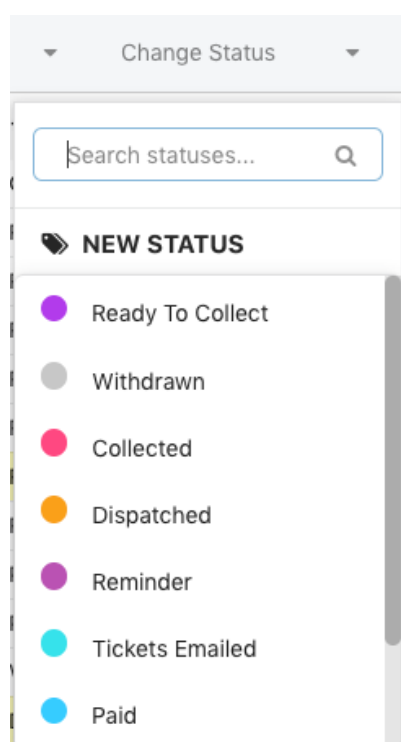 Change Status
Search statuses...
NEW STATUS
Ready To Collect
Withdrawn
Collected
Dispatched
Reminder
Tickets Emailed
Paid